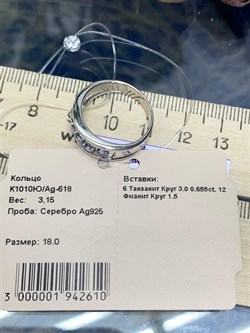 9 10 11 12
Кольцо
К1010Ю/Ag-618
Вес: 3,15
Проба: Серебро Ag925
Размер: 18.0
Вставки:
6 Танзанит Круг 3.0 0.655ct, 12
Фианит Круг 1.5
3 000001 942610